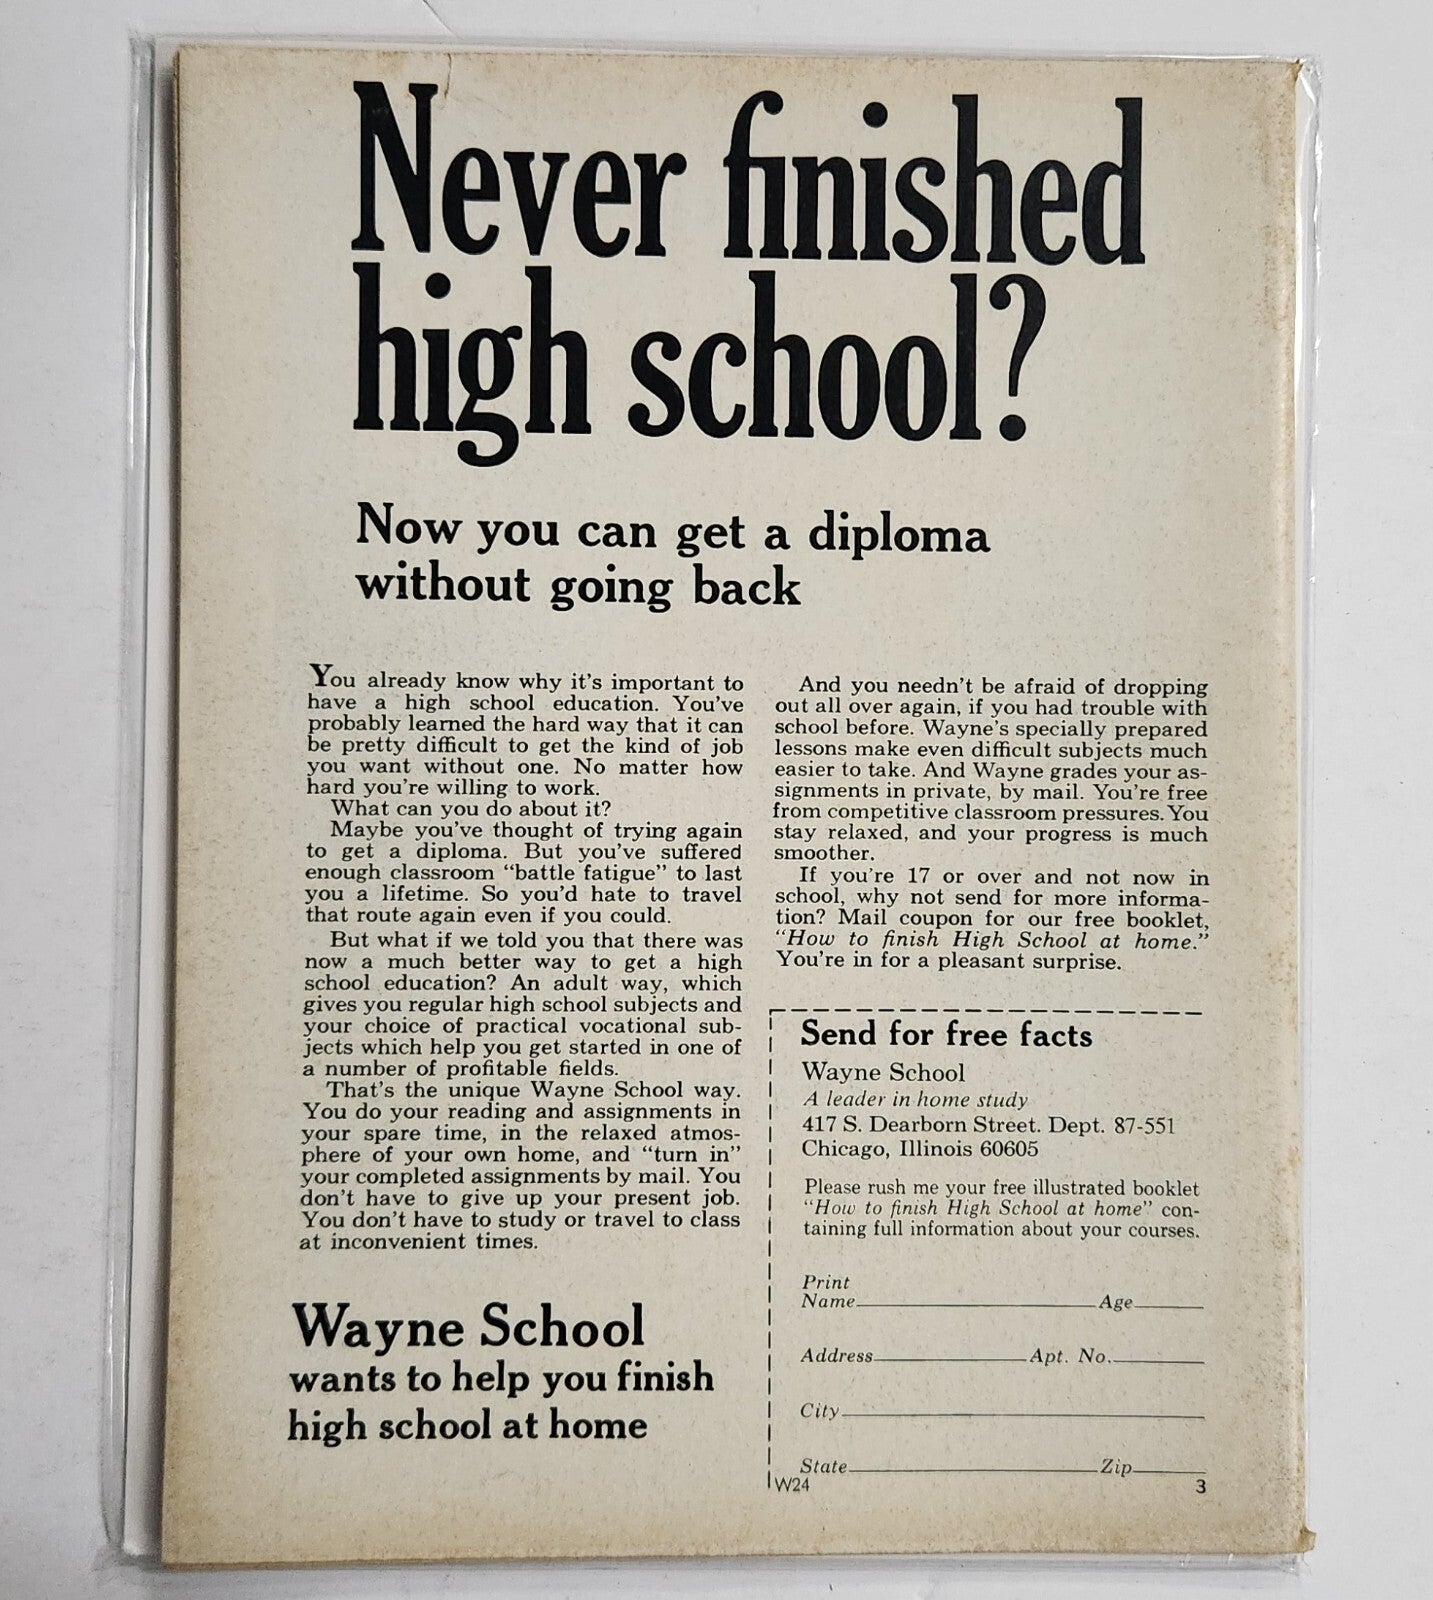 Never finished
high school?
Now you can get a diploma
without going back
You already know why it's important to
have a high school education. You've
probably learned the hard way that it can
be pretty difficult to get the kind of job
you want without one. No matter how
hard you're willing to work.
What can you do about it?
Maybe you've thought of trying again
to get a diploma. But you've suffered
enough classroom "battle fatigue" to last
you a lifetime. So you'd hate to travel
that route again even if you could.
But what if we told you that there was
now a much better way to get a high
school education? An adult way, which
gives you regular high school subjects and
your choice of practical vocational sub-
jects which help you get started in one of
a number of profitable fields.
That's the unique Wayne School way.
You do your reading and assignments in
your spare time, in the relaxed atmos-
phere of your own home, and "turn in"
your completed assignments by mail. You
don't have to give up your present job.
You don't have to study or travel to class
at inconvenient times.
Wayne School
wants to help you finish
high school at home
And you needn't be afraid of dropping
out all over again, if you had trouble with
school before. Wayne's specially prepared
lessons make even difficult subjects much
easier to take. And Wayne grades your as-
signments in private, by mail. You're free
from competitive classroom pressures. You
stay relaxed, and your progress is much
smoother.
If you're 17 or over and not now in
school, why not send for more informa-
tion? Mail coupon for our free booklet,
"How to finish High School at home."
You're in for a pleasant surprise.
Send for free facts
Wayne School
A leader in home study
417 S. Dearborn Street. Dept. 87-551
Chicago, Illinois 60605
Please rush me your free illustrated booklet
"How to finish High School at home" con-
taining full information about your courses.
Print
Name Age
Address Apt. No.
City
State Zip
W24 3